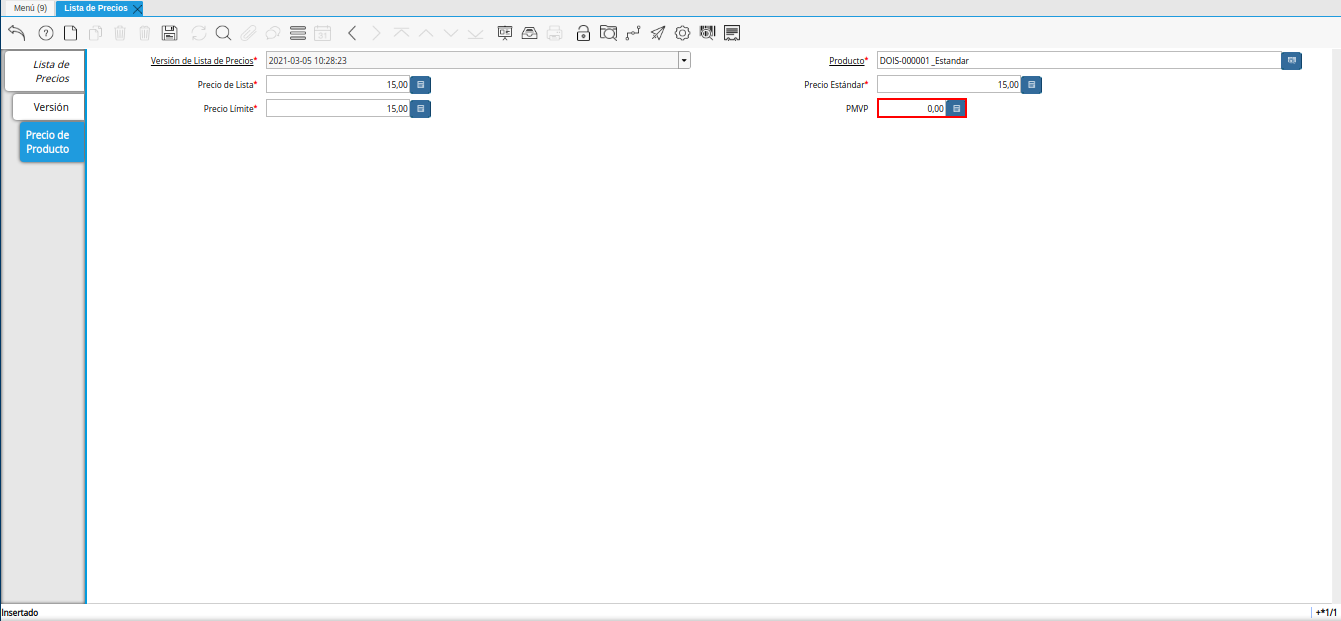 Menú (9) Lista de Precios
Lista de
Precios
Versión
Precio de
Producto
Versión de Lista de Precios* 2021-03-05 10:28:23 Producto* DOIS-000001_Estandar
Precio de Lista* 15,00 Precio Estándar* 15,00
Precio Límite* 15,00 PMVP 0,00
Insertado +*1/1